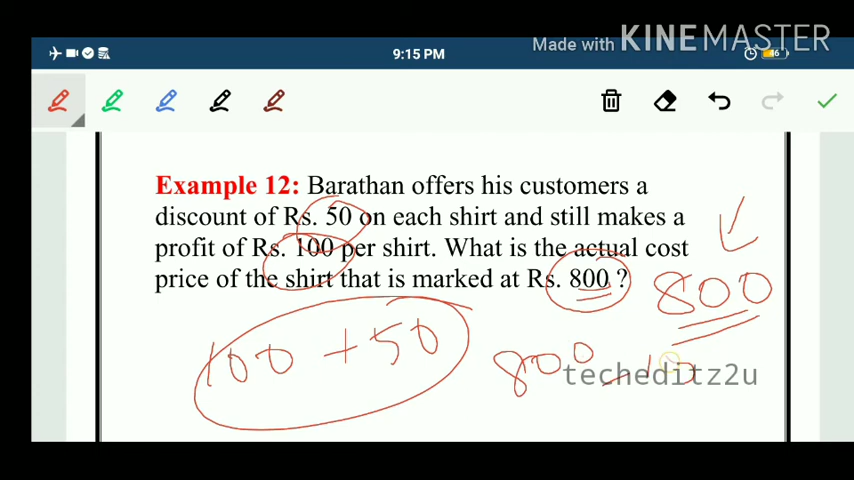 Made with KINEMASTER
9:15 PM
46
Example 12: Barathan offers his customers a
discount of Rs. 50 on each shirt and still makes a
profit of Rs. 100 per shirt. What is the actual cost
price of the shirt that is marked at Rs. 800 ?
800
100 + 50
800 -
techeditz2u